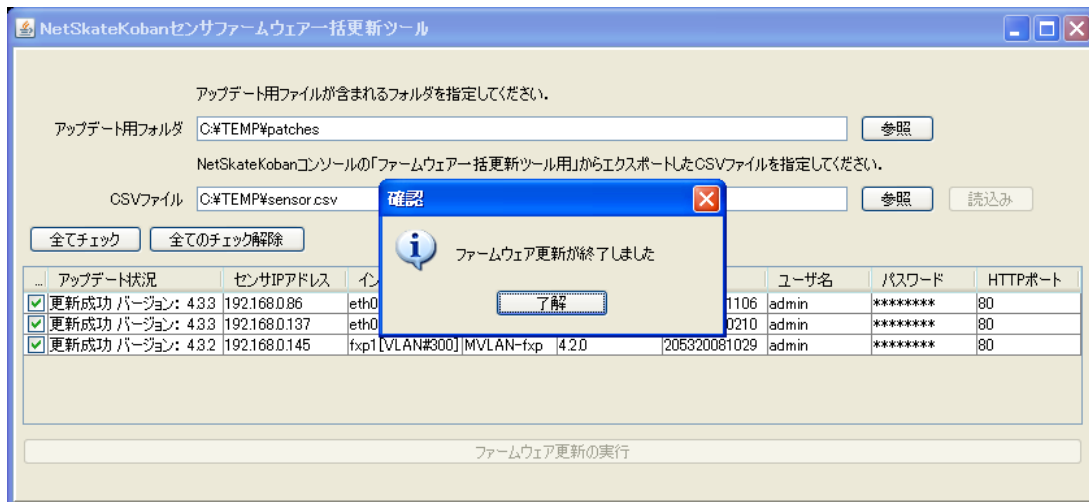 NetSkateKobanセンサファームウェア一括更新ツール
アップデート用ファイルが含まれるフォルダを指定してください.
アップデート用フォルダ C:¥TEMP¥patches 参照
NetSkateKobanコンソールの「ファームウェア一括更新ツール用」からエクスポートしたCSVファイルを指定してください.
CSVファイル C:¥TEMP¥sensor.csv 参照 読込み
確認
ファームウェア更新が終了しました
了解
全てチェック 全てのチェック解除
... アップデート状況 センサIPアドレス イン ユーザ名 パスワード HTTPポート
更新成功 バージョン: 4.3.3 192.168.0.86 eth0 1106 admin ******** 80
更新成功 バージョン: 4.3.3 192.168.0.137 eth0 0210 admin ******** 80
更新成功 バージョン: 4.3.2 192.168.0.145 fxp1[VLAN#300] MVLAN-fxp 4.2.0 205320081029 admin ******** 80
ファームウェア更新の実行